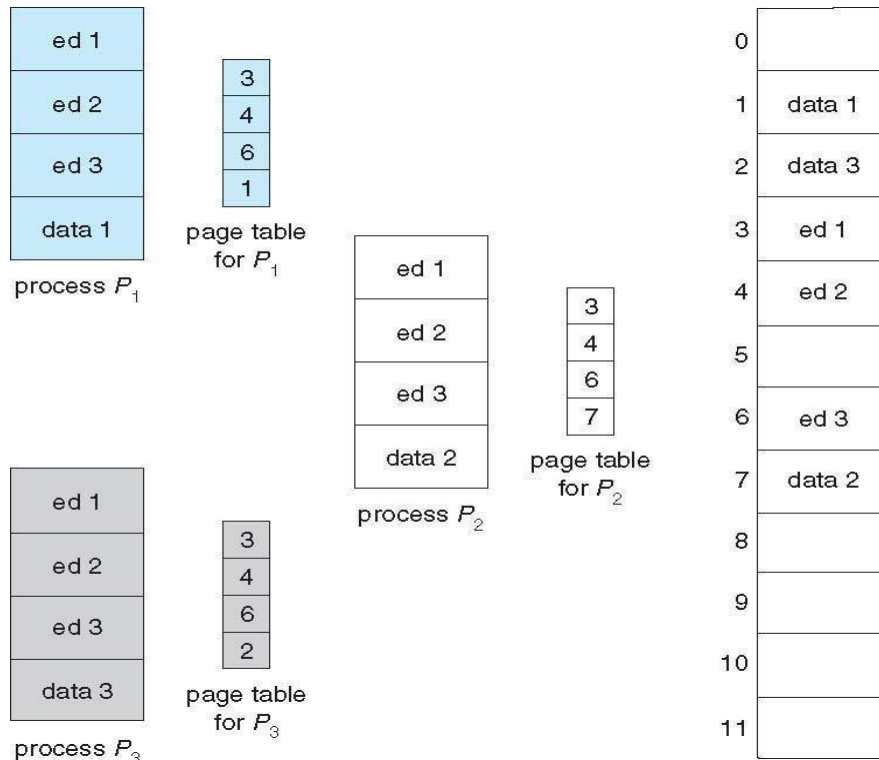 ed 1
ed 2
ed 3
data 1
process P1
3
4
6
1
page table
for P1
ed 1
ed 2
ed 3
data 2
process P2
3
4
6
7
page table
for P2
ed 1
ed 2
ed 3
data 3
process P3
3
4
6
2
page table
for P3
0
1 data 1
2 data 3
3 ed 1
4 ed 2
5
6 ed 3
7 data 2
8
9
10
11